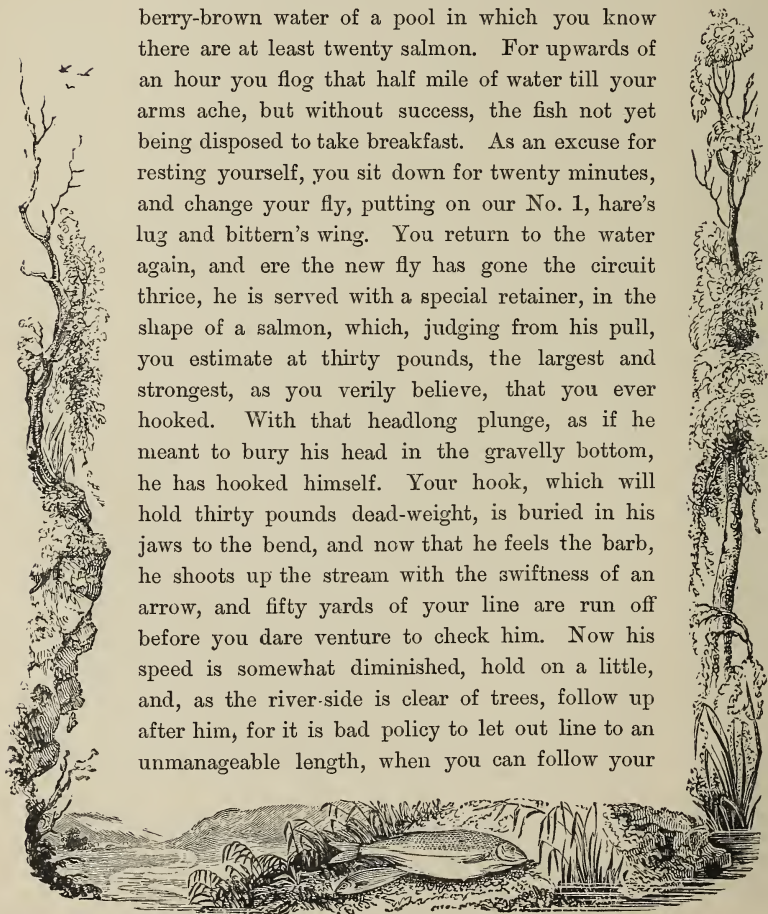 berry-brown water of a pool in which you know
there are at least twenty salmon. For upwards of
an hour you flog that half mile of water till your
arms ache, but without success, the fish not yet
being disposed to take breakfast. As an excuse for
resting yourself, you sit down for twenty minutes,
and change your fly, putting on our No. 1, hare's
lug and bittern's wing. You return to the water
again, and ere the new fly has gone the circuit
thrice, he is served with a special retainer, in the
shape of a salmon, which, judging from his pull,
you estimate at thirty pounds, the largest and
strongest, as you verily believe, that you ever
hooked. With that headlong plunge, as if he
meant to bury his head in the gravelly bottom,
he has hooked himself. Your hook, which will
hold thirty pounds dead-weight, is buried in his
jaws to the bend, and now that he feels the barb,
he shoots up the stream with the swiftness of an
arrow, and fifty yards of your line are run off
before you dare venture to check him. Now his
speed is somewhat diminished, hold on a little,
and, as the river-side is clear of trees, follow up
after him, for it is bad policy to let out line to an
unmanageable length, when you can follow your